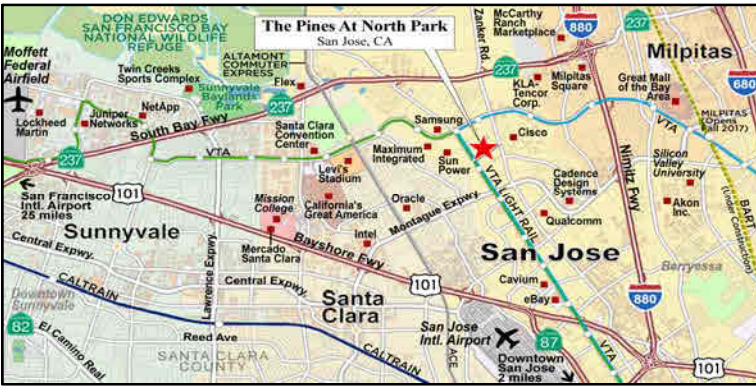 DON EDWARDS
SAN FRANCISCO BAY
NATIONAL WILDLIFE
REFUGE
The Pines At North Park
San Jose, CA
Zanker Rd.
McCarthy
Ranch
Marketplace
880
237
Milpitas
Moffett
Federal
Airfield
ALTAMONT
COMMUTER
EXPRESS
Twin Creeks
Sports Complex
Sunnyvale
Baylands
Park
Flex
237
KLA-
Tencor
Corp.
Milpitas
Square
Great Mall
of the Bay
Area
Lockheed
Martin
Juniper
Networks
NetApp
South Bay Fwy
Santa Clara
Convention
Center
Samsung
Cisco
VTA
MILPITAS
(Opens
Fall 2017)
237
VTA
Maximum
Integrated
Sun
Power
Levi's
Stadium
Nimitz Fwy
Silicon
Valley
University
San Francisco
Intl. Airport
25 miles
101
Mission
College
California's
Great America
Oracle
Montague Expwy.
VTA LIGHT RAIL
Cadence
Design
Systems
Qualcomm
Akon
Inc.
BART
(Under Construction)
Sunnyvale
Lawrence Expwy.
Mercado
Santa Clara
Bayshore Fwy
Intel
San Jose
Central Expwy.
Central Expwy.
Berryessa
CALTRAIN
Downtown
Sunnyvale
Santa
Clara
101
Cavium
eBay
880
82
El Camino Real
Reed Ave
CALTRAIN
SANTA CLARA
COUNTY
San Jose
Intl. Airport
ACE
87
Downtown
San Jose
2 miles
VTA
101